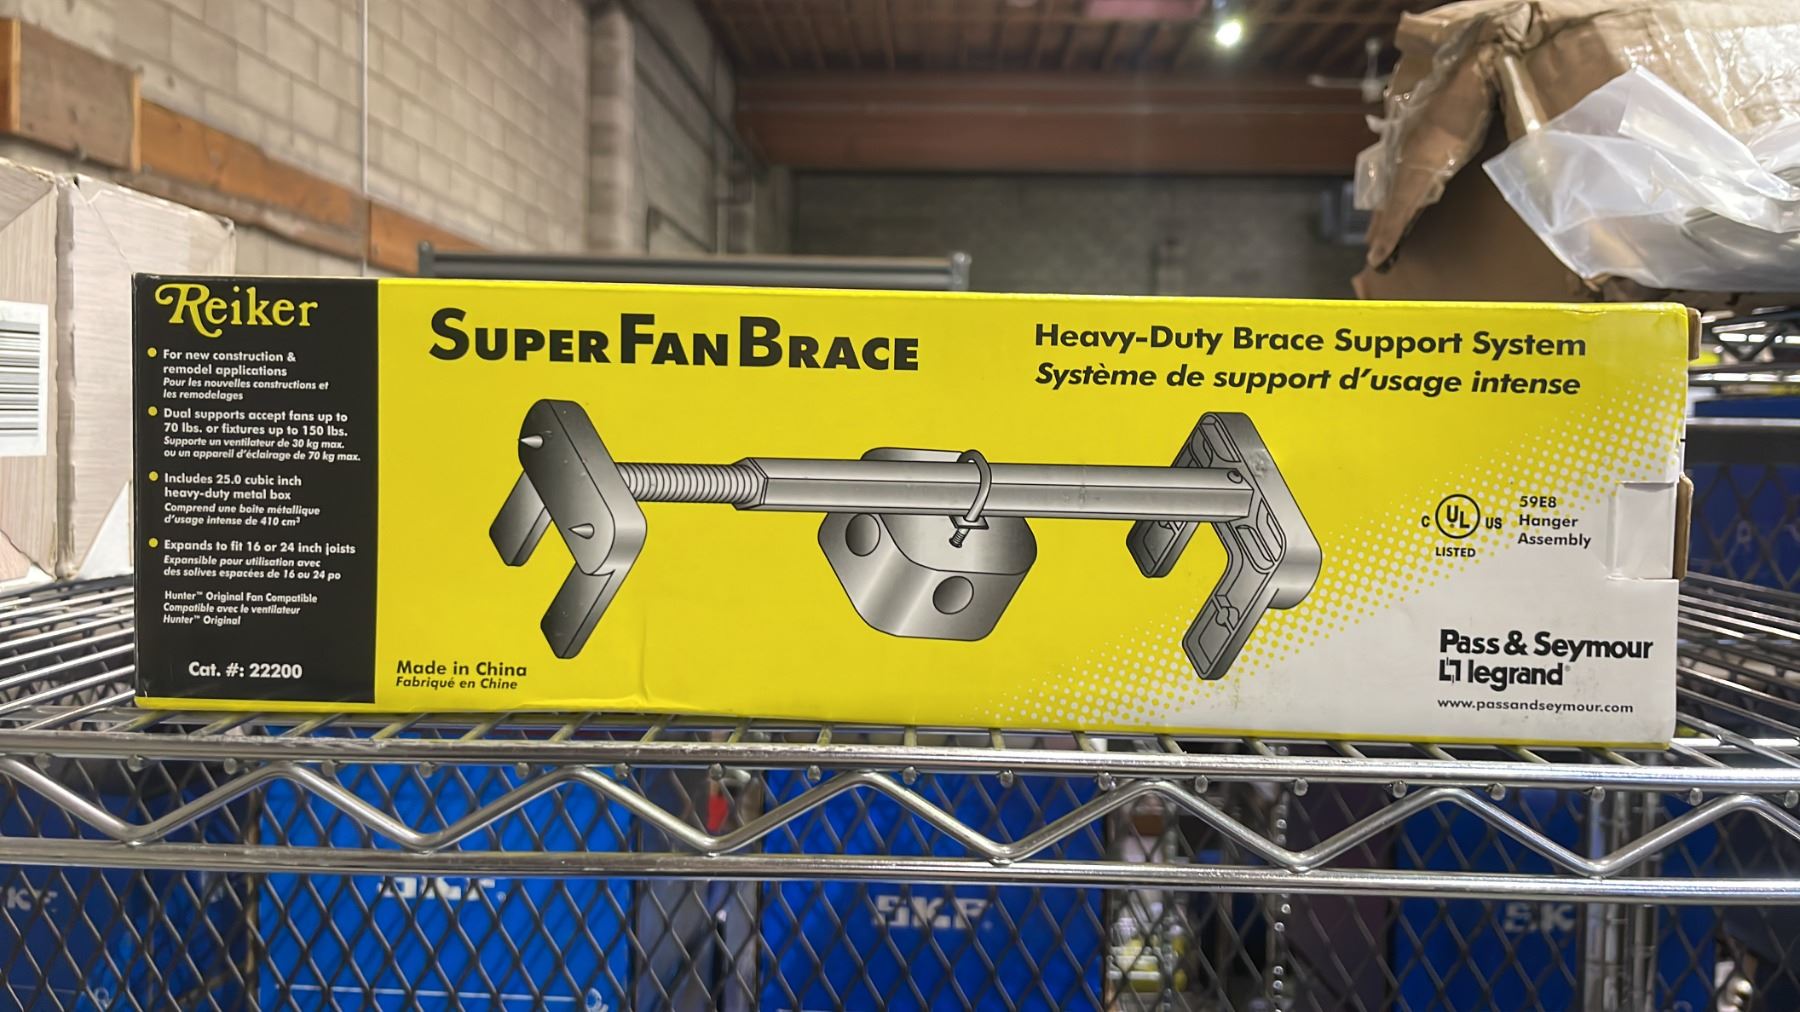 Reiker
For new construction &
remodel applications
Pour les nouvelles constructions et
les remodelages
Dual supports accept fans up to
70 lbs. or fixtures up to 150 lbs.
Supporte un ventilateur de 30 kg max.
ou un appareil d'éclairage de 70 kg max.
Includes 25.0 cubic inch
heavy-duty metal box
Comprend une boîte métallique
d'usage intense de 410 cm³
Expands to fit 16 or 24 inch joists
Expansible pour utilisation avec
des solives espacées de 16 ou 24 po
Hunter™ Original Fan Compatible
Compatible avec le ventilateur
Hunter™ Original
Cat. #: 22200
SUPER FAN BRACE
Made in China
Fabriqué en Chine
Heavy-Duty Brace Support System
Système de support d'usage intense
C UL US
LISTED
59E8
Hanger
Assembly
Pass & Seymour
legrand®
www.passandseymour.com
SKF
SKF
SKF
SK